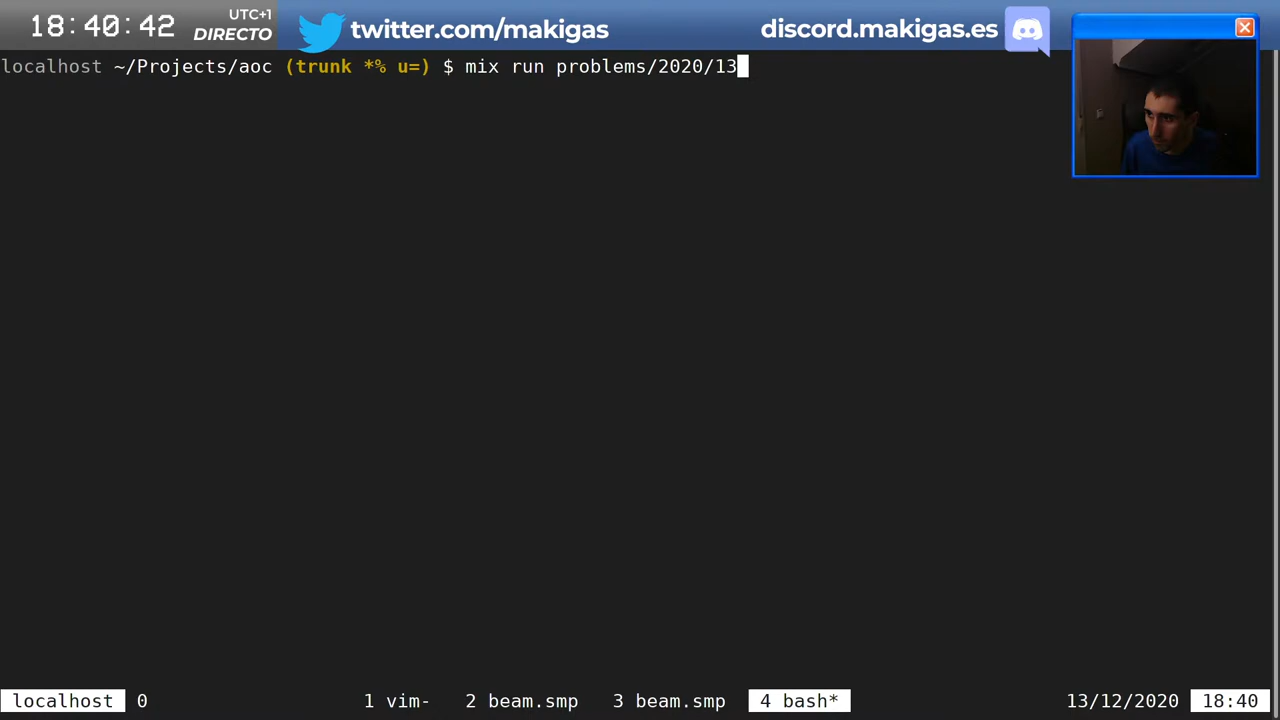 18:40:42
UTC+1
DIRECTO
twitter.com/makigas
discord.makigas.es
localhost ~/Projects/aoc (trunk *% u=) $ mix run problems/2020/13
localhost 0 1 vim- 2 beam.smp 3 beam.smp 4 bash* 13/12/2020 18:40